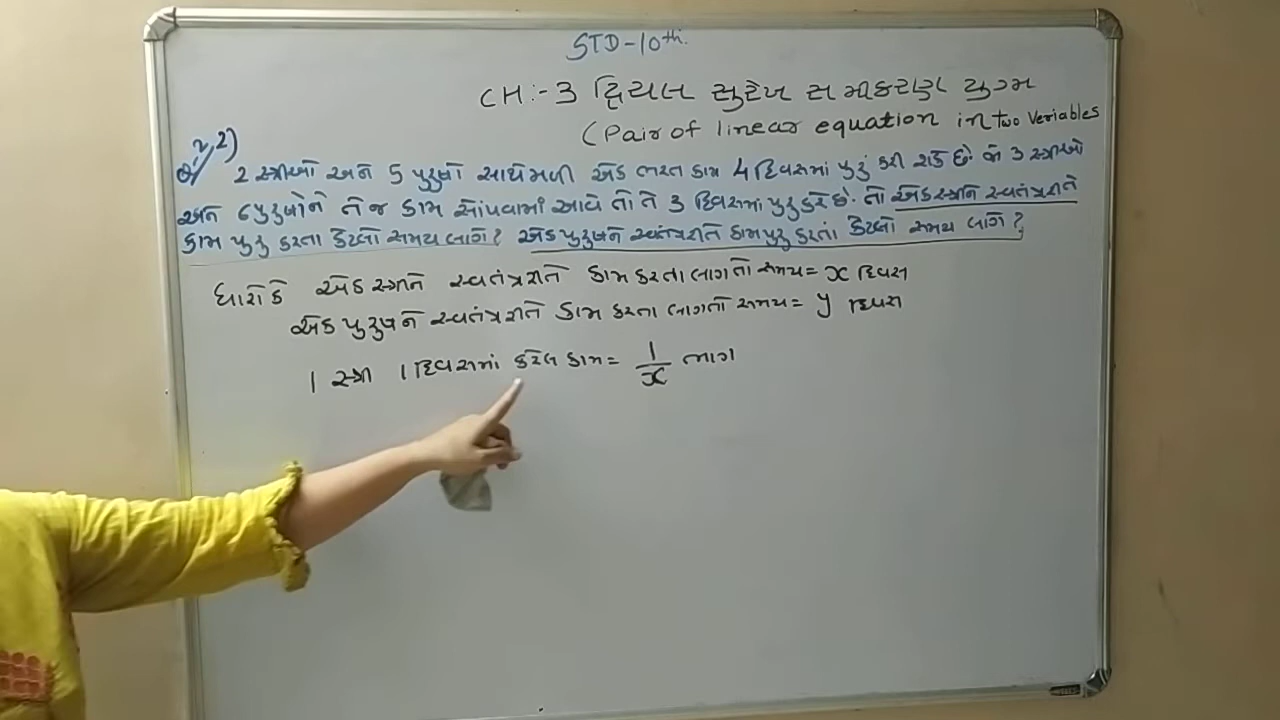 STD-10th.
CH:-3 દ્વિચલ સુરેખ સમીકરણ યુગ્મ
(Pair of linear equation in two Veriables
Q:2, 2)
2 સ્ત્રીઓ અને 5 પુરુષો સાથેમળી એક ભરત કામ 4 દિવસમાં પુરું કરી શકે છે. જો 3 સ્ત્રીઓ
અને 6 પુરુષોને તે જ કામ સોંપવામાં આવે તો તે 3 દિવસમાં પુરુ કરે છે. તો એક સ્ત્રીને સ્વતંત્રરીતે
કામ પુરુ કરતા કેટલો સમય લાગે? એક પુરુષને સ્વતંત્રરીતે કામ પુરુ કરતાં કેટલો સમય લાગે?
ધારો કે એક સ્ત્રીને સ્વતંત્રરીતે કામ કરતા લાગતો સમય = x દિવસ
એક પુરુષને સ્વતંત્રરીતે કામ કરતા લાગતો સમય = y દિવસ
1 સ્ત્રી 1 દિવસમાં કરેલ કામ = 1/x ભાગ